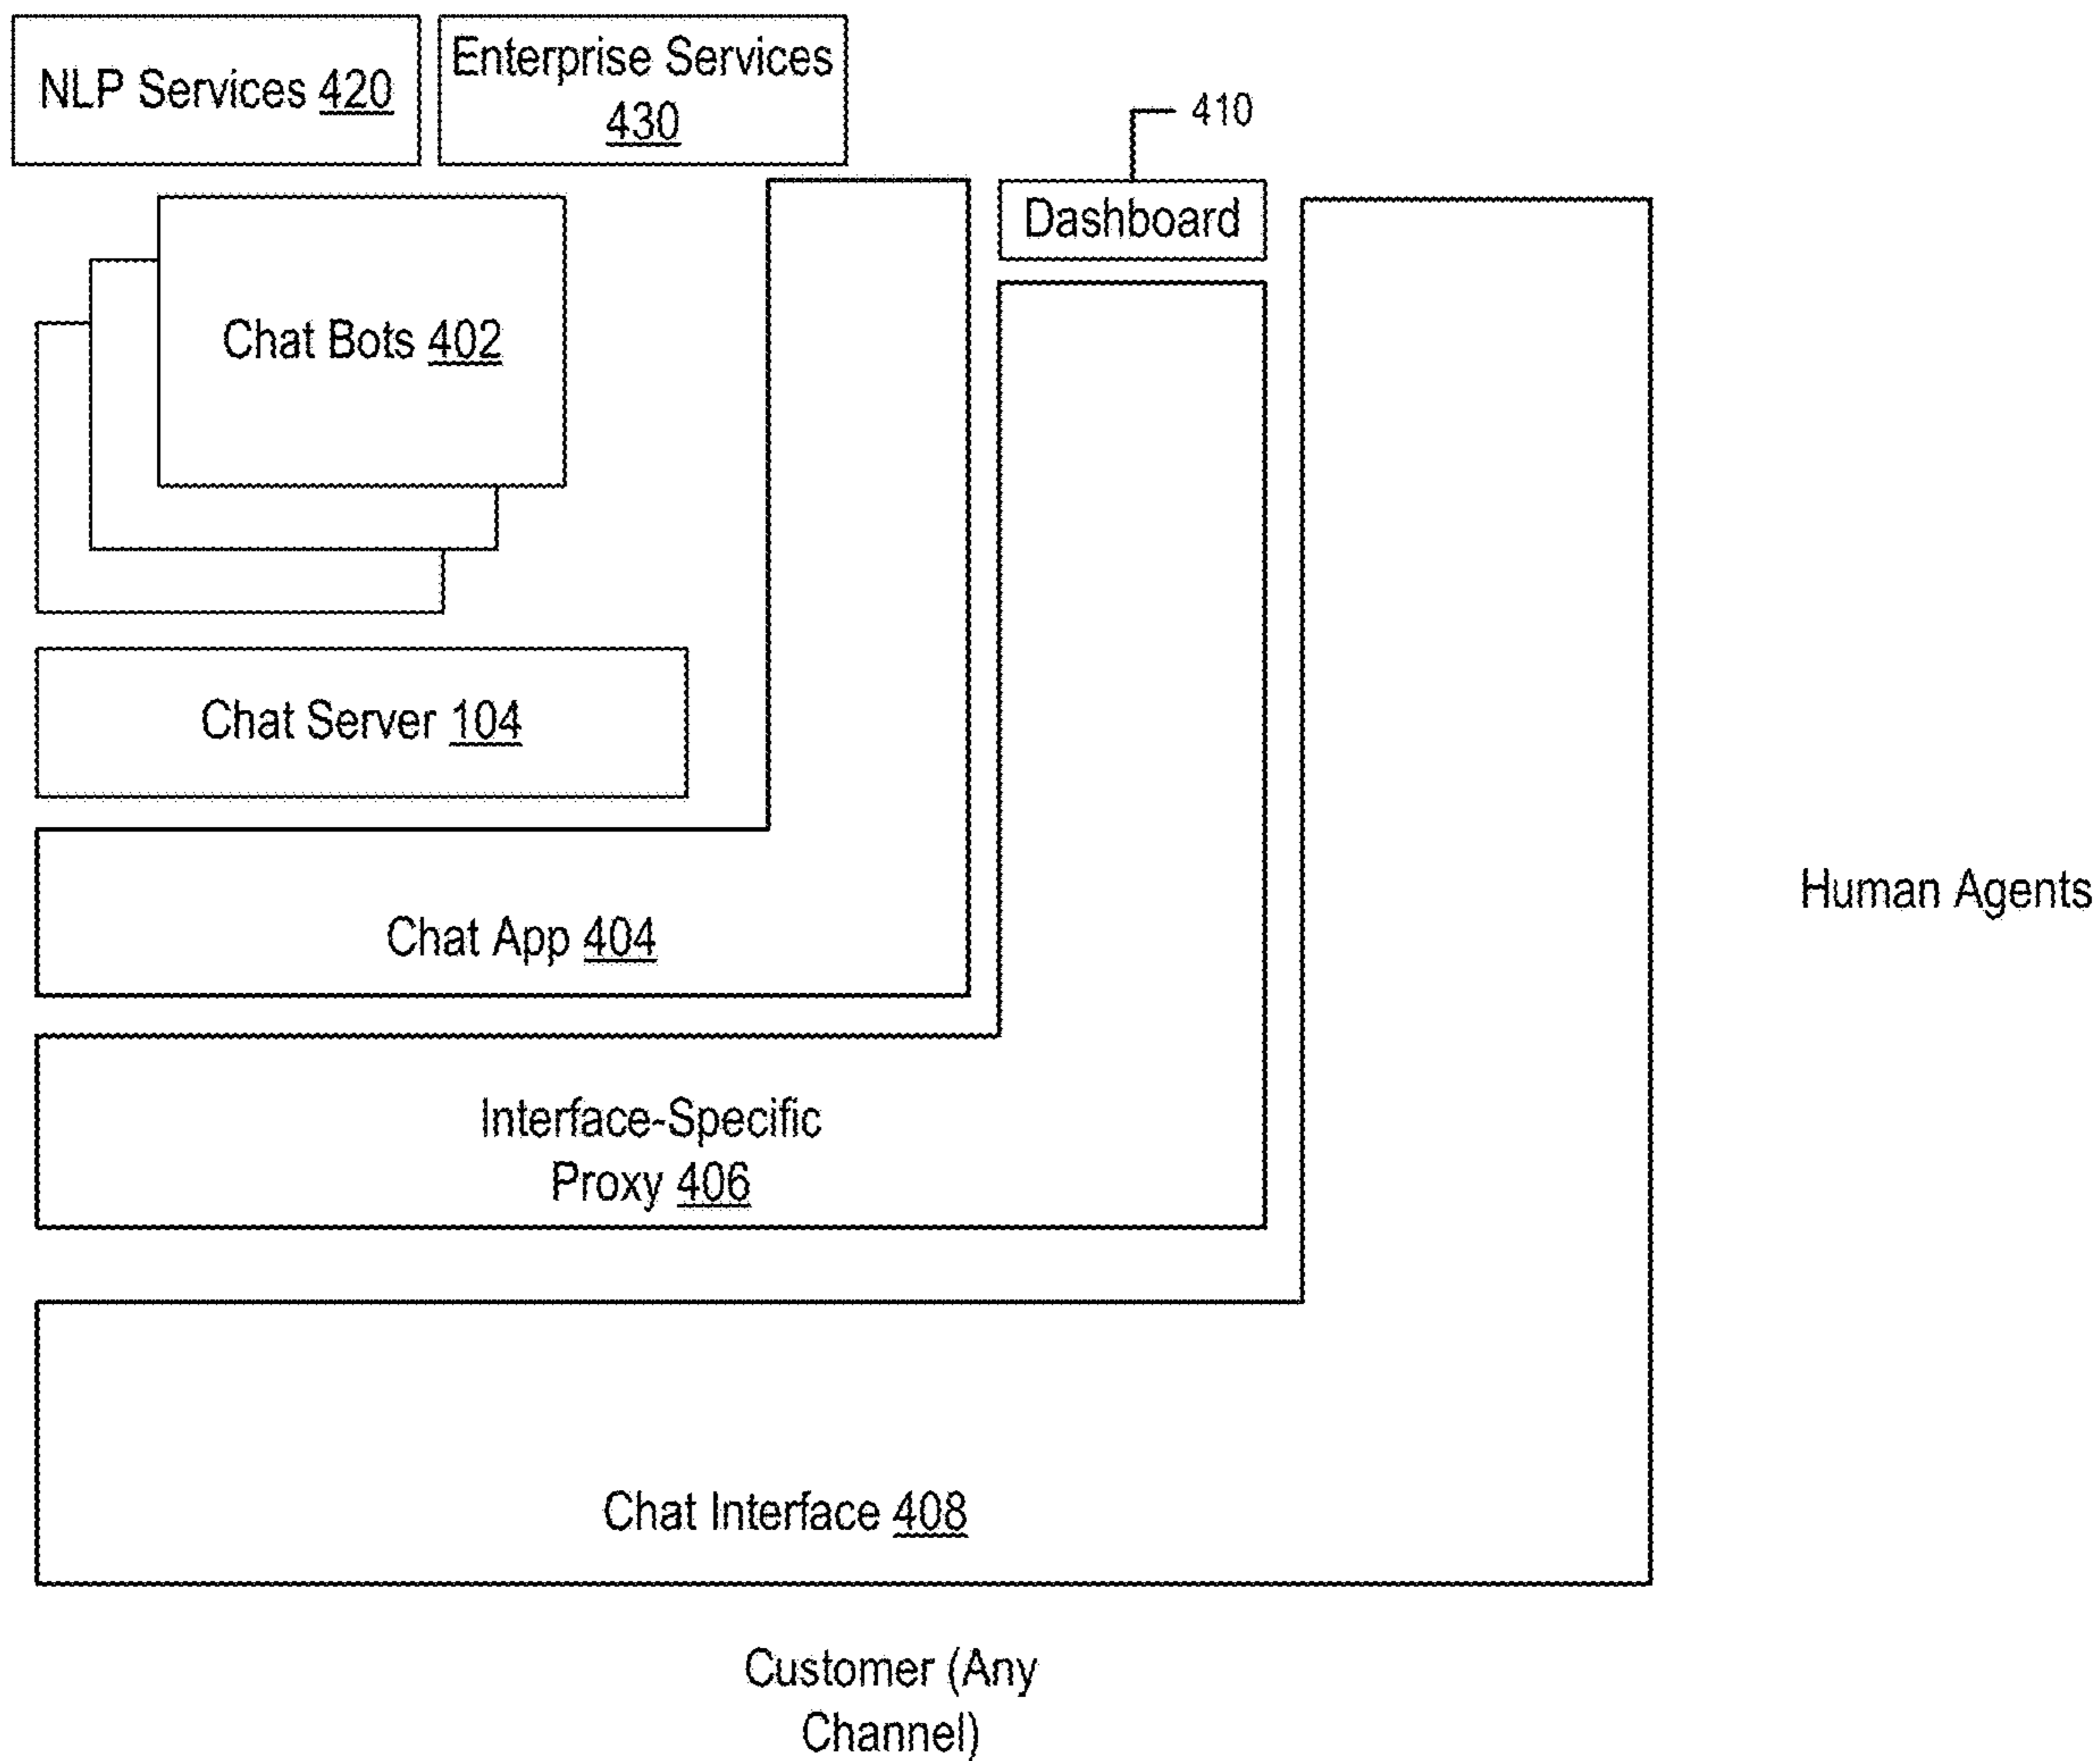 NLP Services 420
Enterprise Services
430
410
Dashboard
Chat Bots 402
Chat Server 104
Human Agents
Chat App 404
Interface-Specific
Proxy 406
Chat Interface 408
Customer (Any
Channel)